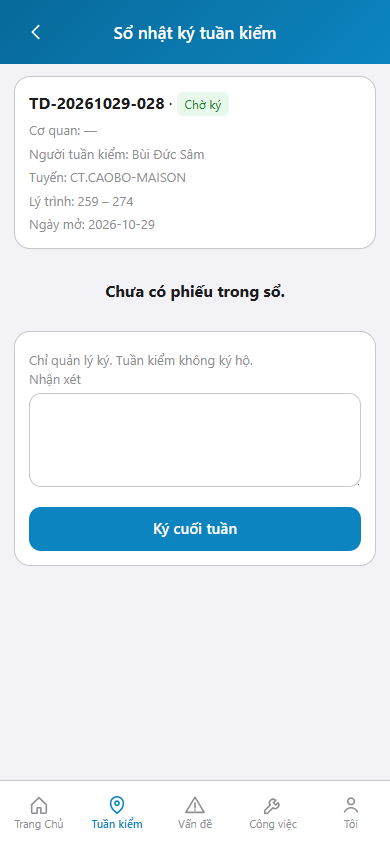 Sổ nhật ký tuần kiểm
TD-20261029-028 · Chờ ký
Cơ quan: —
Người tuần kiểm: Bùi Đức Sâm
Tuyến: CT.CAOBO-MAISON
Lý trình: 259 – 274
Ngày mở: 2026-10-29
Chưa có phiếu trong sổ.
Chỉ quản lý ký. Tuần kiểm không ký hộ.
Nhận xét
Ký cuối tuần
Trang Chủ Tuần kiểm Vấn đề Công việc Tôi